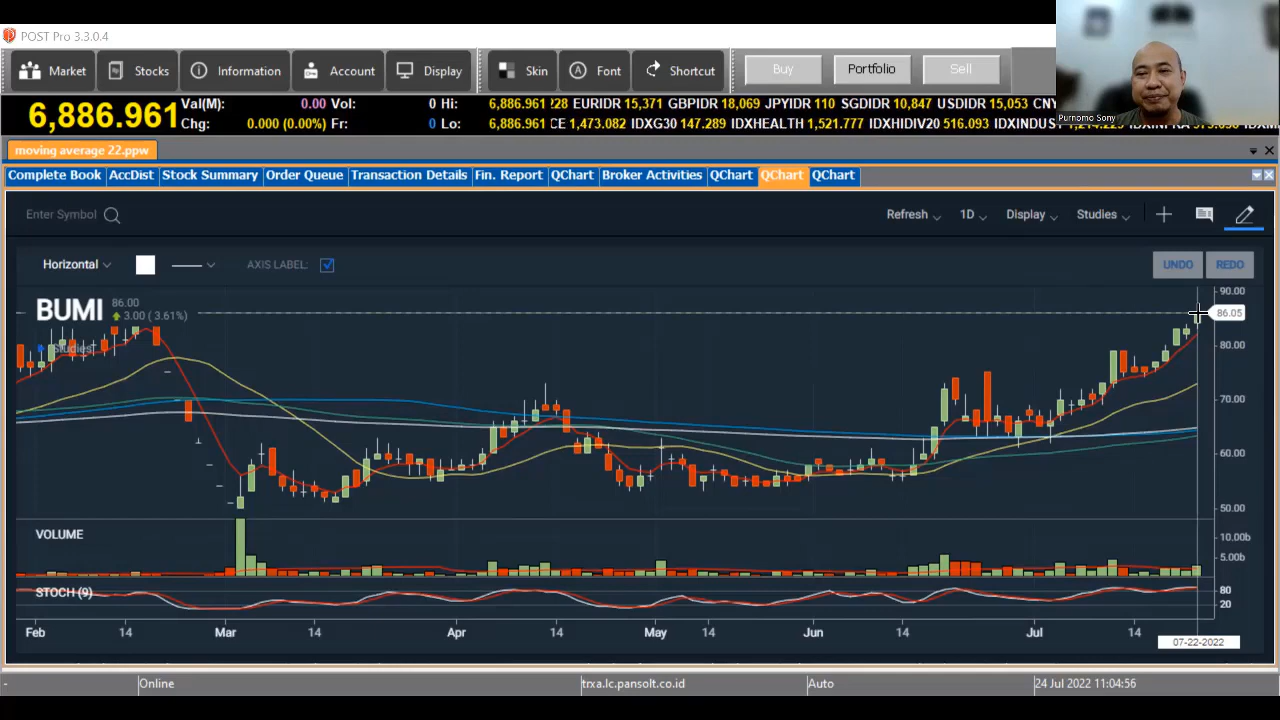 POST Pro 3.3.0.4
Market Stocks Information Account Display Skin Font Shortcut Buy Portfolio Sell
6,886.961
Val(M): 0.00 Vol: 0 Hi: 6,886.961 228 EURIDR 15,371 GBPIDR 18,069 JPYIDR 110 SGDIDR 10,847 USDIDR 15,053 CNY
Chg: 0.000 (0.00%) Fr: 0 Lo: 6,886.961 CE 1,473.082 IDXG30 147.289 IDXHEALTH 1,521.777 IDXHIDIV20 516.093
Purnomo Sony
moving average 22.ppw
Complete Book AccDist Stock Summary Order Queue Transaction Details Fin. Report QChart Broker Activities QChart QChart QChart
Enter Symbol Refresh 1D Display Studies
Horizontal AXIS LABEL: UNDO REDO
BUMI 86.00
3.00 ( 3.61%)
Studies
90.00
86.05
80.00
70.00
60.00
50.00
VOLUME
10.00b
5.00b
STOCH (9)
80
20
Feb 14 Mar 14 Apr 14 May 14 Jun 14 Jul 14
07-22-2022
- Online trxa.lc.pansolt.co.id Auto 24 Jul 2022 11:04:56